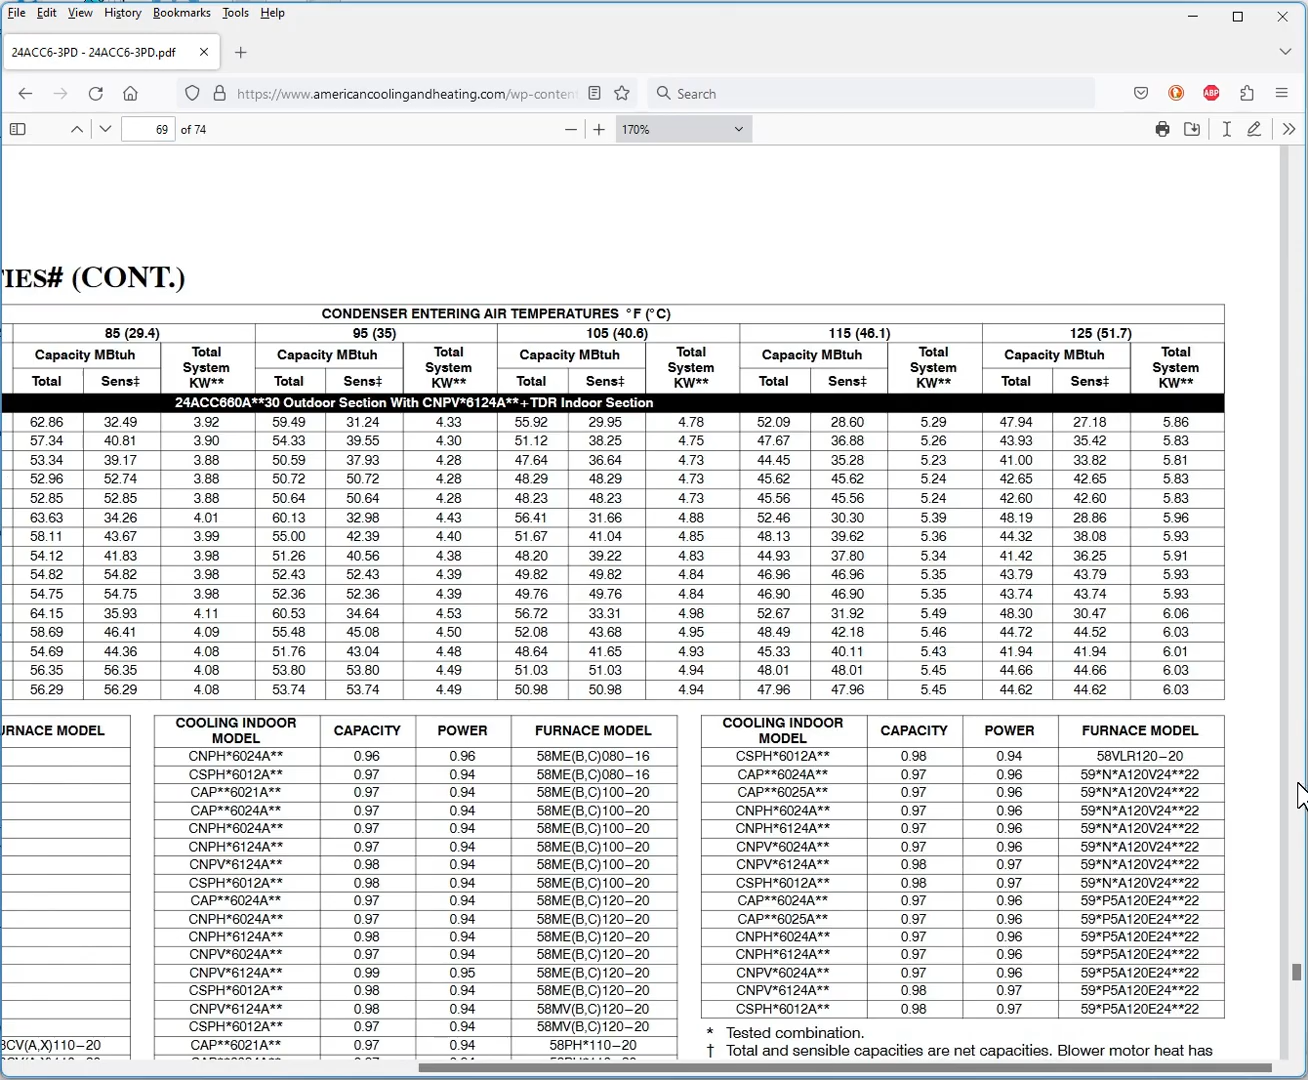 File Edit View History Bookmarks Tools Help
24ACC6-3PD - 24ACC6-3PD.pdf
https://www.americancoolingandheating.com/wp-conten
Search
69 of 74
170%
TIES# (CONT.)
CONDENSER ENTERING AIR TEMPERATURES °F (°C)
85 (29.4) 95 (35) 105 (40.6) 115 (46.1) 125 (51.7)
Capacity MBtuh Total System KW** Capacity MBtuh Total System KW** Capacity MBtuh Total System KW** Capacity MBtuh Total System KW** Capacity MBtuh Total System KW**
Total Sens‡ Total Sens‡ Total Sens‡ Total Sens‡ Total Sens‡
24ACC660A**30 Outdoor Section With CNPV*6124A**+TDR Indoor Section
62.86 32.49 3.92 59.49 31.24 4.33 55.92 29.95 4.78 52.09 28.60 5.29 47.94 27.18 5.86
57.34 40.81 3.90 54.33 39.55 4.30 51.12 38.25 4.75 47.67 36.88 5.26 43.93 35.42 5.83
53.34 39.17 3.88 50.59 37.93 4.28 47.64 36.64 4.73 44.45 35.28 5.23 41.00 33.82 5.81
52.96 52.74 3.88 50.72 50.72 4.28 48.29 48.29 4.73 45.62 45.62 5.24 42.65 42.65 5.83
52.85 52.85 3.88 50.64 50.64 4.28 48.23 48.23 4.73 45.56 45.56 5.24 42.60 42.60 5.83
63.63 34.26 4.01 60.13 32.98 4.43 56.41 31.66 4.88 52.46 30.30 5.39 48.19 28.86 5.96
58.11 43.67 3.99 55.00 42.39 4.40 51.67 41.04 4.85 48.13 39.62 5.36 44.32 38.08 5.93
54.12 41.83 3.98 51.26 40.56 4.38 48.20 39.22 4.83 44.93 37.80 5.34 41.42 36.25 5.91
54.82 54.82 3.98 52.43 52.43 4.39 49.82 49.82 4.84 46.96 46.96 5.35 43.79 43.79 5.93
54.75 54.75 3.98 52.36 52.36 4.39 49.76 49.76 4.84 46.90 46.90 5.35 43.74 43.74 5.93
64.15 35.93 4.11 60.53 34.64 4.53 56.72 33.31 4.98 52.67 31.92 5.49 48.30 30.47 6.06
58.69 46.41 4.09 55.48 45.08 4.50 52.08 43.68 4.95 48.49 42.18 5.46 44.72 44.52 6.03
54.69 44.36 4.08 51.76 43.04 4.48 48.64 41.65 4.93 45.33 40.11 5.43 41.94 41.94 6.01
56.35 56.35 4.08 53.80 53.80 4.49 51.03 51.03 4.94 48.01 48.01 5.45 44.66 44.66 6.03
56.29 56.29 4.08 53.74 53.74 4.49 50.98 50.98 4.94 47.96 47.96 5.45 44.62 44.62 6.03
URNACE MODEL
3CV(A,X)110-20
COOLING INDOOR MODEL CAPACITY POWER FURNACE MODEL
CNPH*6024A** 0.96 0.96 58ME(B,C)080-16
CSPH*6012A** 0.97 0.94 58ME(B,C)080-16
CAP**6021A** 0.97 0.94 58ME(B,C)100-20
CAP**6024A** 0.97 0.94 58ME(B,C)100-20
CNPH*6024A** 0.97 0.94 58ME(B,C)100-20
CNPH*6124A** 0.97 0.94 58ME(B,C)100-20
CNPV*6124A** 0.98 0.94 58ME(B,C)100-20
CSPH*6012A** 0.98 0.94 58ME(B,C)100-20
CAP**6024A** 0.97 0.94 58ME(B,C)120-20
CNPH*6024A** 0.97 0.94 58ME(B,C)120-20
CNPH*6124A** 0.98 0.94 58ME(B,C)120-20
CNPV*6024A** 0.97 0.94 58ME(B,C)120-20
CNPV*6124A** 0.99 0.95 58ME(B,C)120-20
CSPH*6012A** 0.98 0.94 58ME(B,C)120-20
CNPV*6124A** 0.98 0.94 58MV(B,C)120-20
CSPH*6012A** 0.97 0.94 58MV(B,C)120-20
CAP**6021A** 0.97 0.94 58PH*110-20
COOLING INDOOR MODEL CAPACITY POWER FURNACE MODEL
CSPH*6012A** 0.98 0.94 58VLR120-20
CAP**6024A** 0.97 0.96 59*N*A120V24**22
CAP**6025A** 0.97 0.96 59*N*A120V24**22
CNPH*6024A** 0.97 0.96 59*N*A120V24**22
CNPH*6124A** 0.97 0.96 59*N*A120V24**22
CNPV*6024A** 0.97 0.96 59*N*A120V24**22
CNPV*6124A** 0.98 0.97 59*N*A120V24**22
CSPH*6012A** 0.98 0.97 59*N*A120V24**22
CAP**6024A** 0.97 0.96 59*P5A120E24**22
CAP**6025A** 0.97 0.96 59*P5A120E24**22
CNPH*6024A** 0.97 0.96 59*P5A120E24**22
CNPH*6124A** 0.97 0.96 59*P5A120E24**22
CNPV*6024A** 0.97 0.96 59*P5A120E24**22
CNPV*6124A** 0.98 0.97 59*P5A120E24**22
CSPH*6012A** 0.98 0.97 59*P5A120E24**22
* Tested combination.
† Total and sensible capacities are net capacities. Blower motor heat has